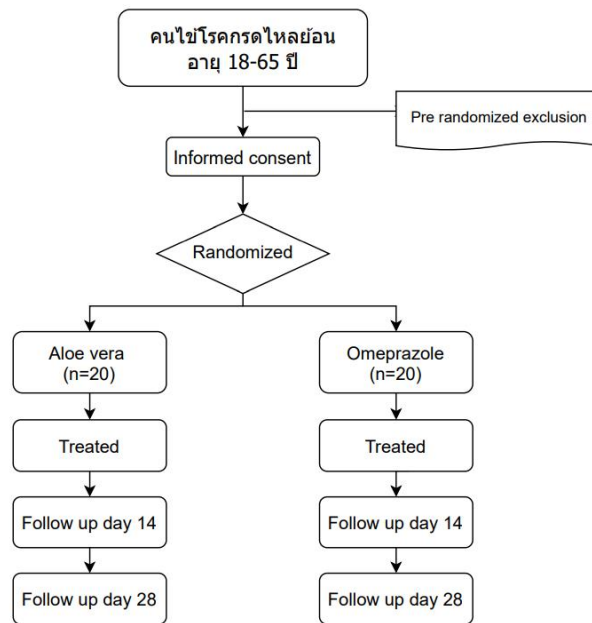 คนไข้โรคกรดไหลย้อน
อายุ 18-65 ปี
Pre randomized exclusion
Informed consent
Randomized
Aloe vera
(n=20)
Omeprazole
(n=20)
Treated
Treated
Follow up day 14
Follow up day 14
Follow up day 28
Follow up day 28